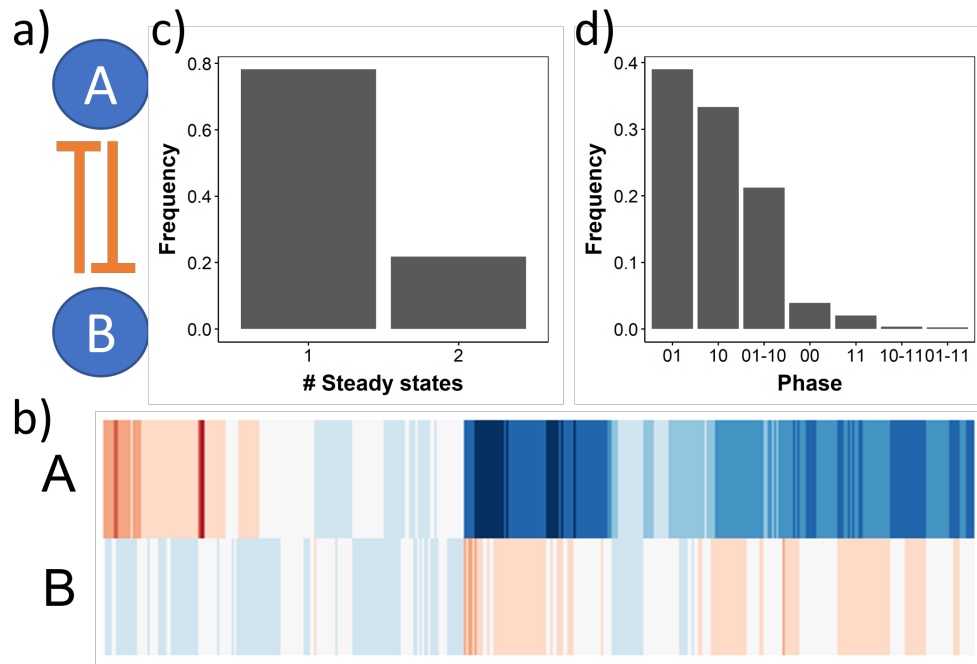 a)
A
B
c)
0.8
0.6
0.4
0.2
0.0
Frequency
1 2
# Steady states
d)
0.4
0.3
0.2
0.1
0.0
Frequency
01 10 01-10 00 11 10-11 01-11
Phase
b)
A
B